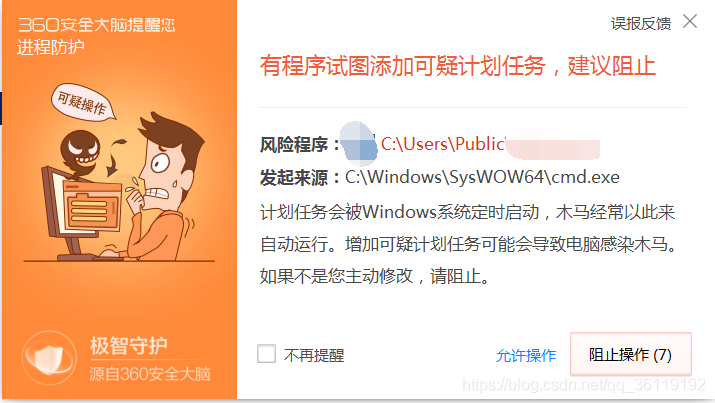 360安全大脑提醒您
进程防护
误报反馈
可疑操作
有程序试图添加可疑计划任务，建议阻止
风险程序： C:\Users\Public\
发起来源：C:\Windows\SysWOW64\cmd.exe
计划任务会被Windows系统定时启动，木马经常以此来
自动运行。增加可疑计划任务可能会导致电脑感染木马。
如果不是您主动修改，请阻止。
极智守护
源自360安全大脑
不再提醒
允许操作
阻止操作 (7)
https://blog.csdn.net/qq_36119192